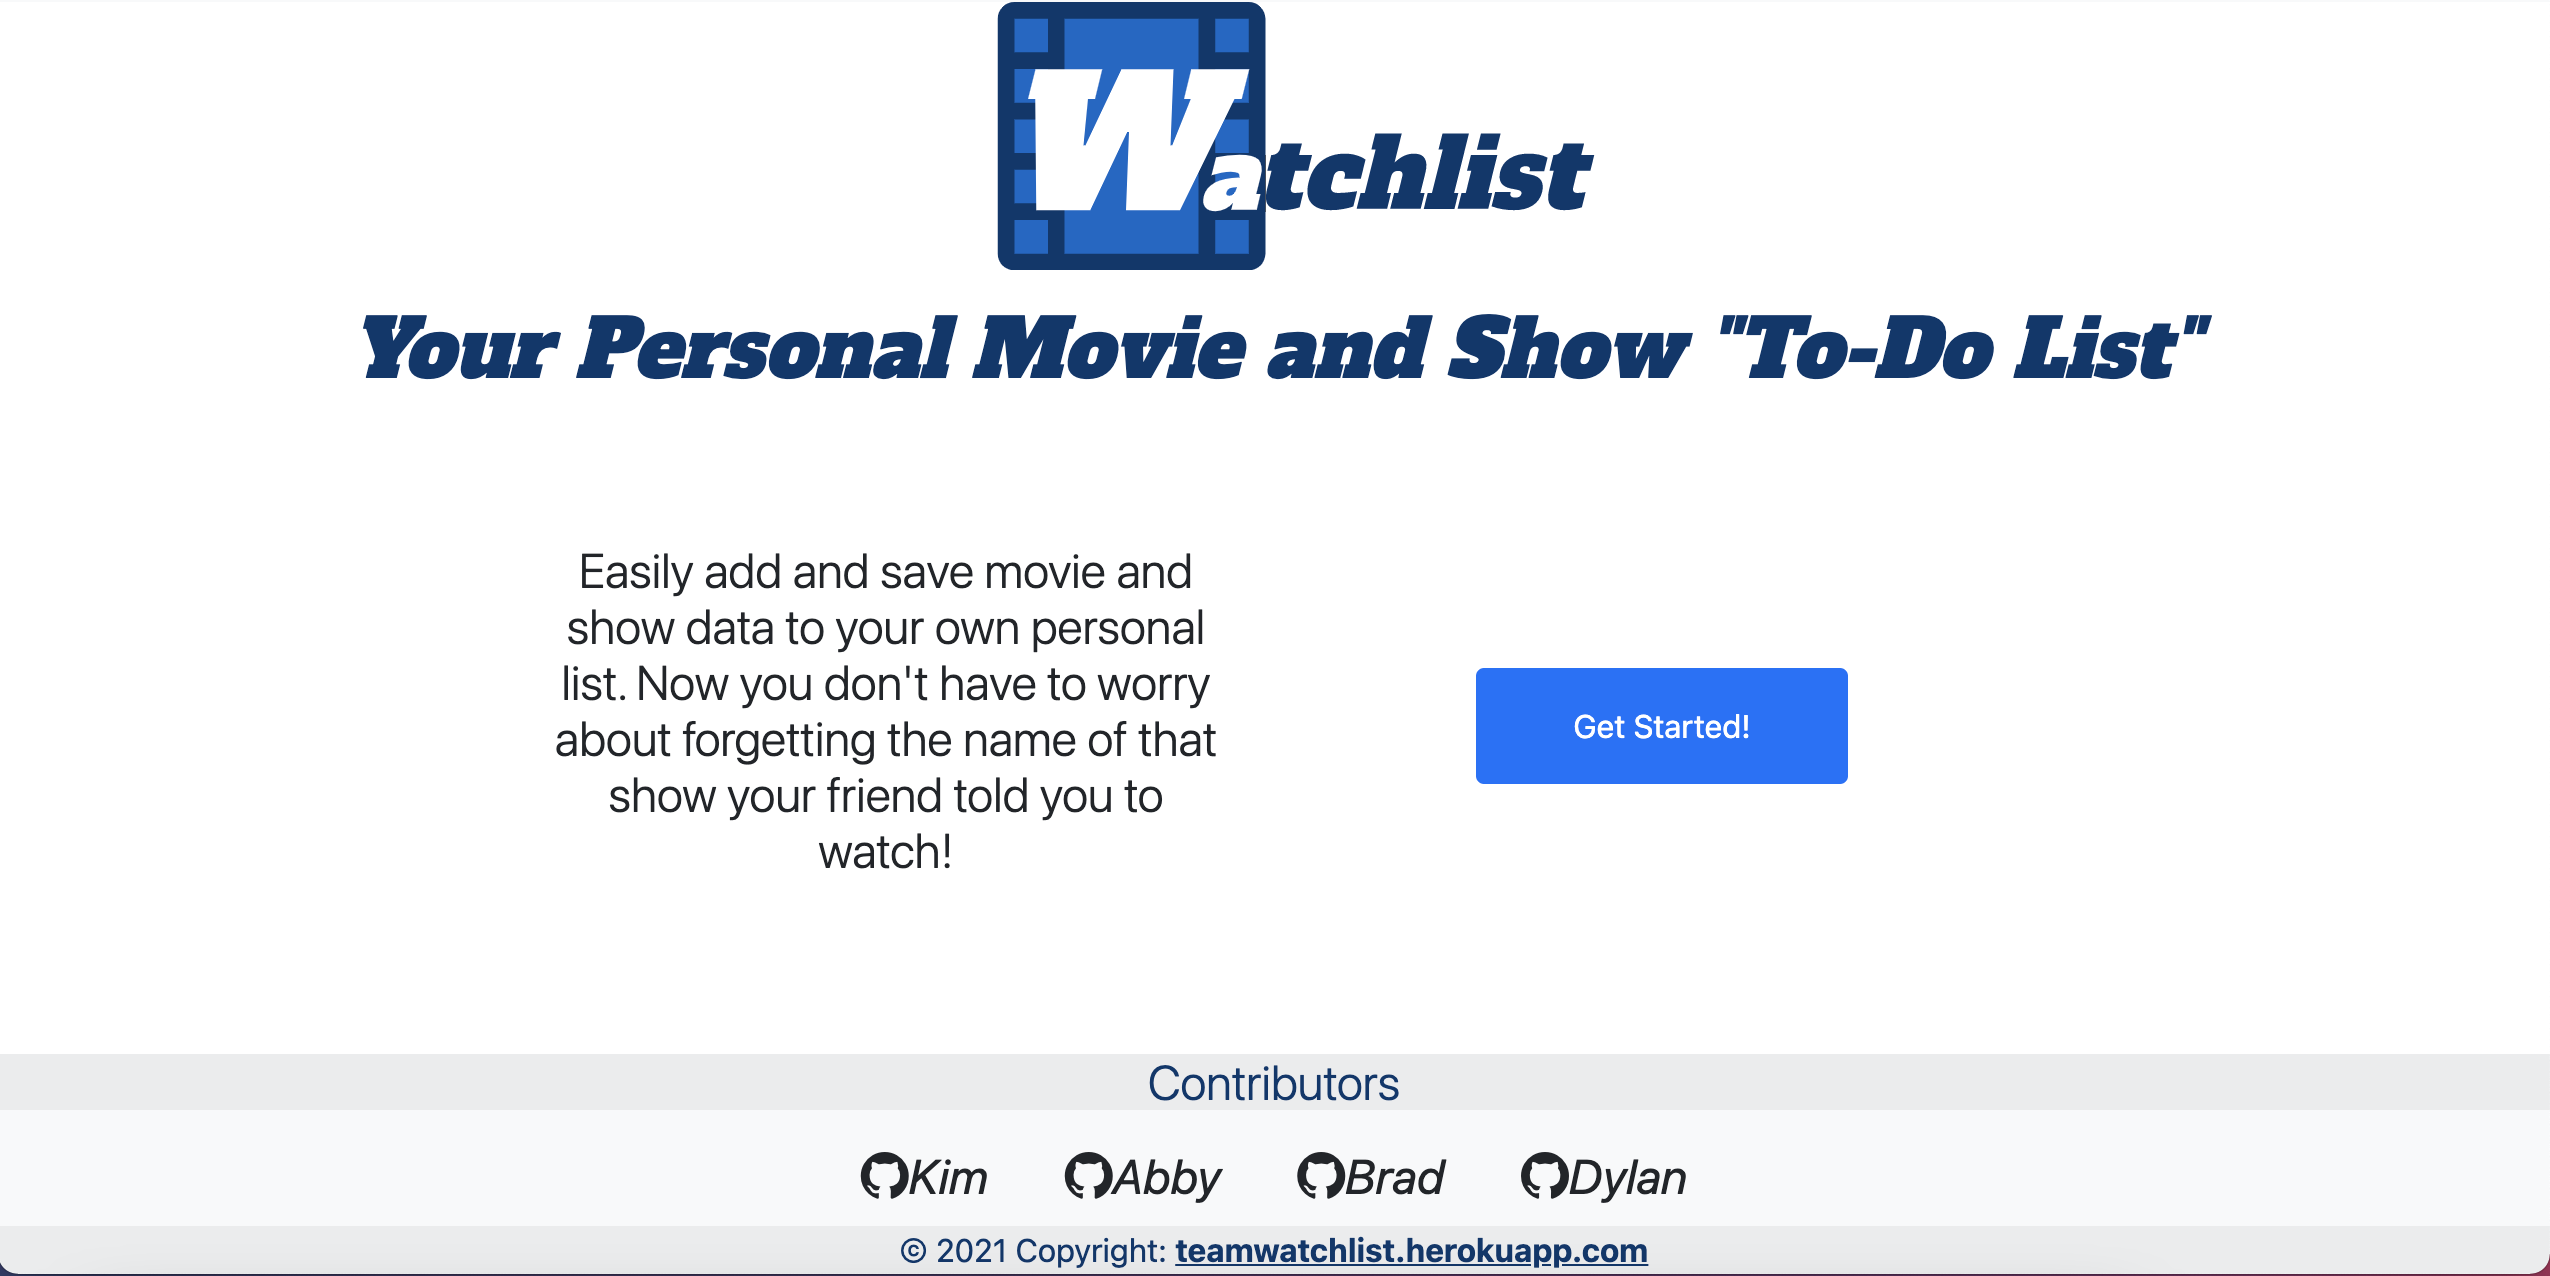 Watchlist
Your Personal Movie and Show "To-Do List"
Easily add and save movie and
show data to your own personal
list. Now you don't have to worry
about forgetting the name of that
show your friend told you to
watch!
Get Started!
Contributors
Kim Abby Brad Dylan
© 2021 Copyright: teamwatchlist.herokuapp.com